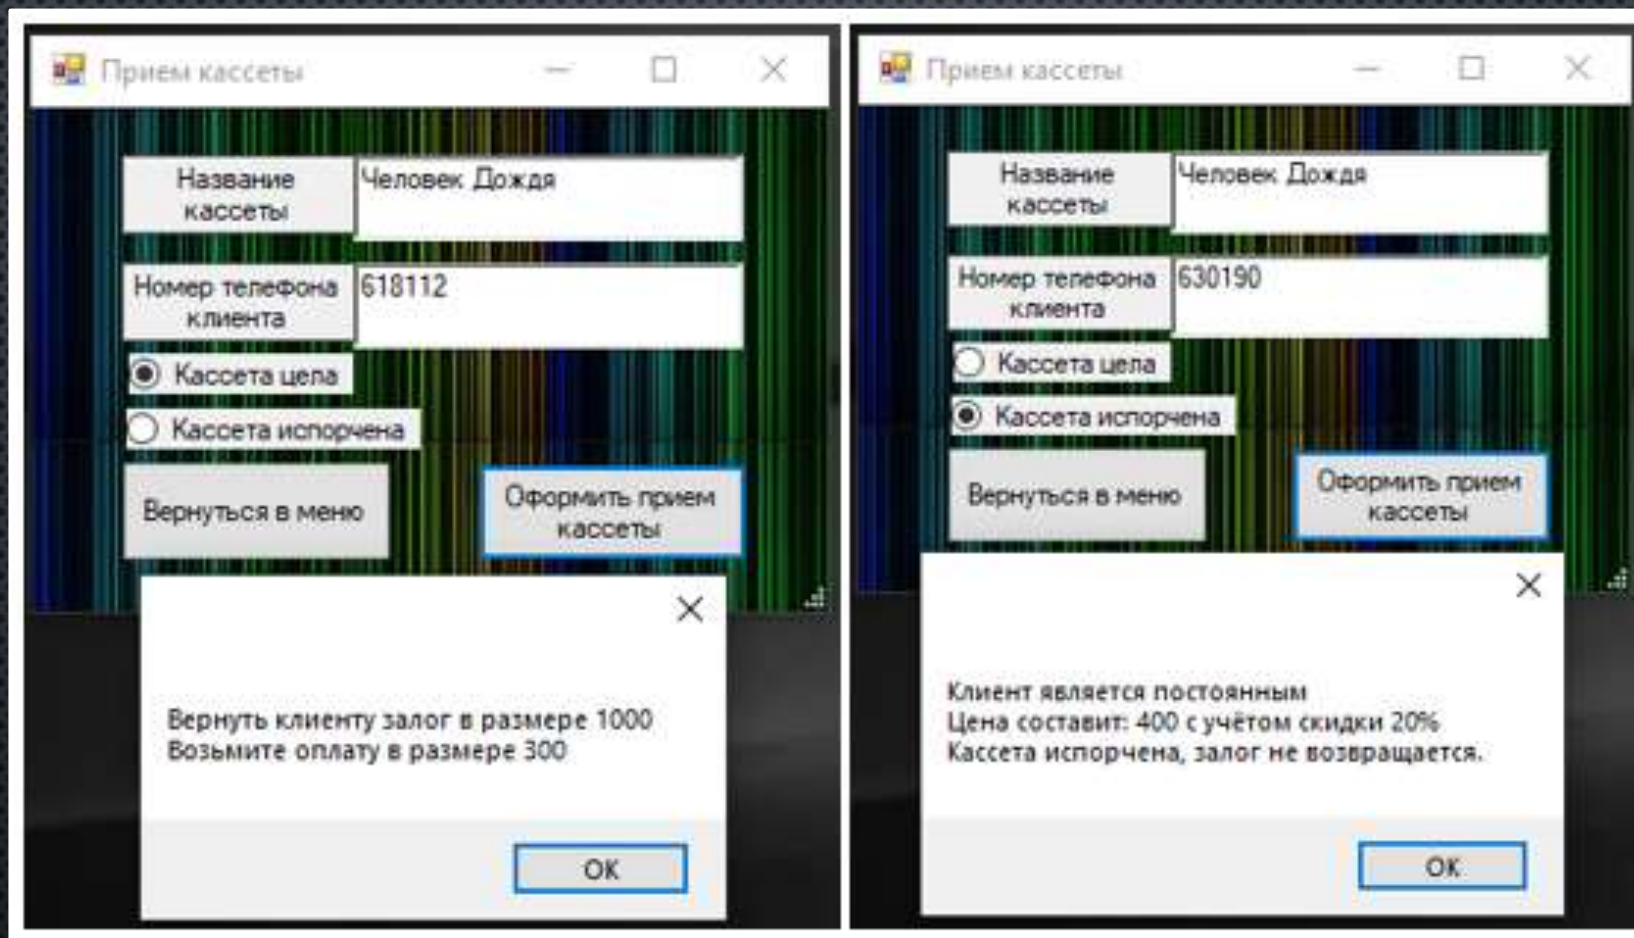 Прием кассеты
Название
кассеты
Человек Дождя
Номер телефона
клиента
618112
Кассета цела
Кассета испорчена
Вернуться в меню
Оформить прием
кассеты
Вернуть клиенту залог в размере 1000
Возьмите оплату в размере 300
OK
Прием кассеты
Название
кассеты
Человек Дождя
Номер телефона
клиента
630190
Кассета цела
Кассета испорчена
Вернуться в меню
Оформить прием
кассеты
Клиент является постоянным
Цена составит: 400 с учётом скидки 20%
Кассета испорчена, залог не возвращается.
OK